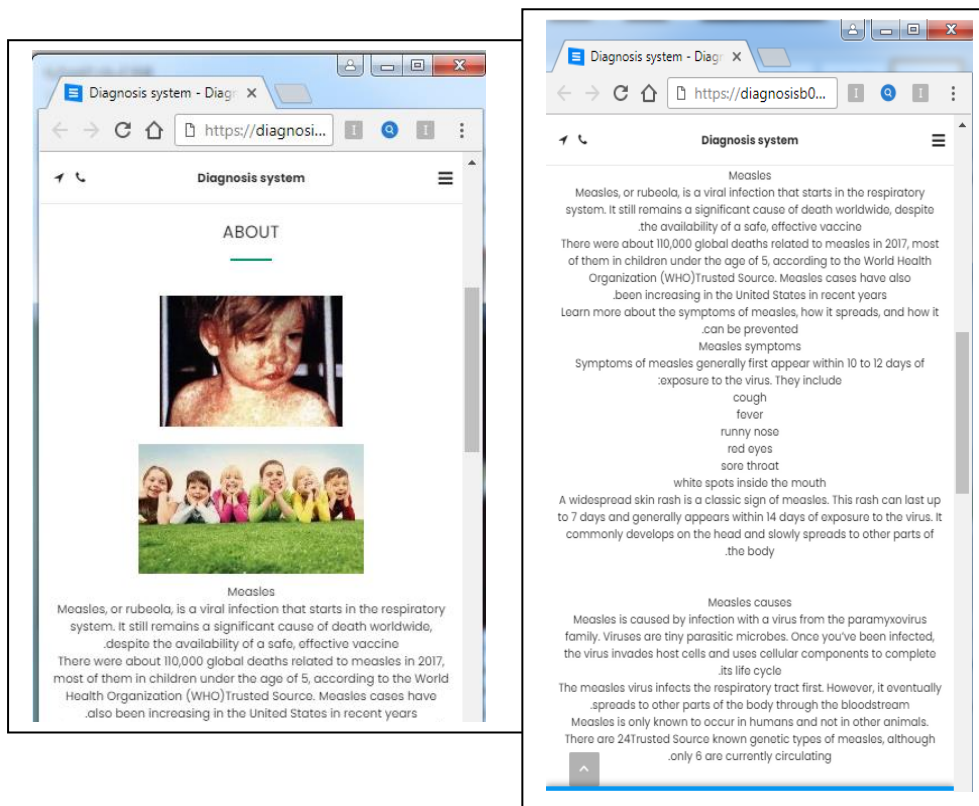 Diagnosis system - Diagn
https://diagnosi...
Diagnosis system
ABOUT
Measles
Measles, or rubeola, is a viral infection that starts in the respiratory
system. It still remains a significant cause of death worldwide,
.despite the availability of a safe, effective vaccine
There were about 110,000 global deaths related to measles in 2017,
most of them in children under the age of 5, according to the World
Health Organization (WHO)Trusted Source. Measles cases have
.also been increasing in the United States in recent years
Diagnosis system - Diagn
https://diagnosisb0...
Diagnosis system
Measles
Measles, or rubeola, is a viral infection that starts in the respiratory
system. It still remains a significant cause of death worldwide, despite
.the availability of a safe, effective vaccine
There were about 110,000 global deaths related to measles in 2017, most
of them in children under the age of 5, according to the World Health
Organization (WHO)Trusted Source. Measles cases have also
.been increasing in the United States in recent years
Learn more about the symptoms of measles, how it spreads, and how it
.can be prevented
Measles symptoms
Symptoms of measles generally first appear within 10 to 12 days of
:exposure to the virus. They include
cough
fever
runny nose
red eyes
sore throat
white spots inside the mouth
A widespread skin rash is a classic sign of measles. This rash can last up
to 7 days and generally appears within 14 days of exposure to the virus. It
commonly develops on the head and slowly spreads to other parts of
.the body
Measles causes
Measles is caused by infection with a virus from the paramyxovirus
family. Viruses are tiny parasitic microbes. Once you've been infected,
the virus invades host cells and uses cellular components to complete
.its life cycle
The measles virus infects the respiratory tract first. However, it eventually
.spreads to other parts of the body through the bloodstream
Measles is only known to occur in humans and not in other animals.
There are 24Trusted Source known genetic types of measles, although
.only 6 are currently circulating